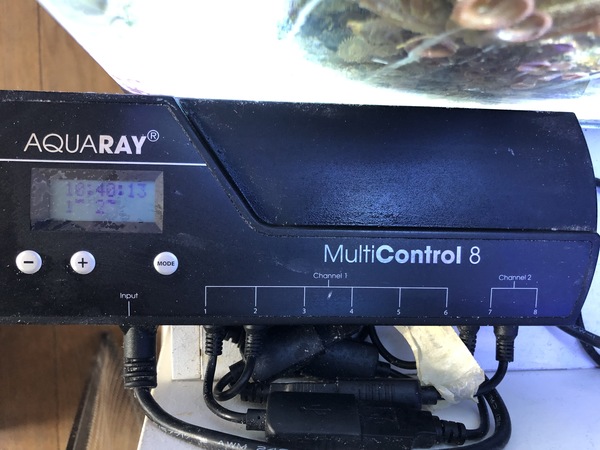 AQUARAY®
10:40:13
MultiControl 8
− + MODE
Channel 1
Channel 2
Input
1 2 3 4 5 6 7 8
AWM